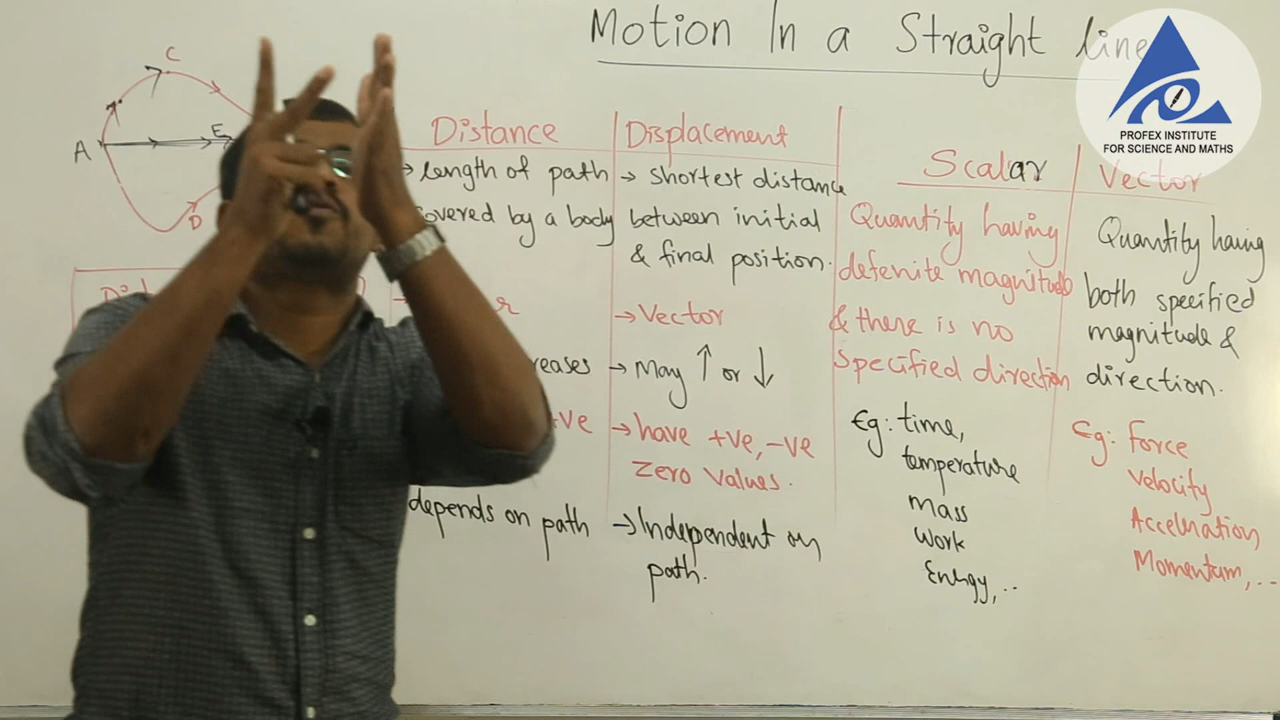 Motion In a Straight line
PROFEX INSTITUTE
FOR SCIENCE AND MATHS
C
A
E
D
Distance
→ length of path
covered by a body
reases
+ve
depends on path
Displacement
→ shortest distance
between initial
& final position.
→ Vector
→ May ↑ or ↓
→ have +ve, -ve
zero values.
→ Independent on
path.
Scalar
Quantity having
defenite magnitude
& there is no
specified direction
Eg: time,
temperature
Mass
Work
Energy,..
Vector
Quantity having
both specified
magnitude &
direction.
Eg: Force
Velocity
Accelration
Momentum,...